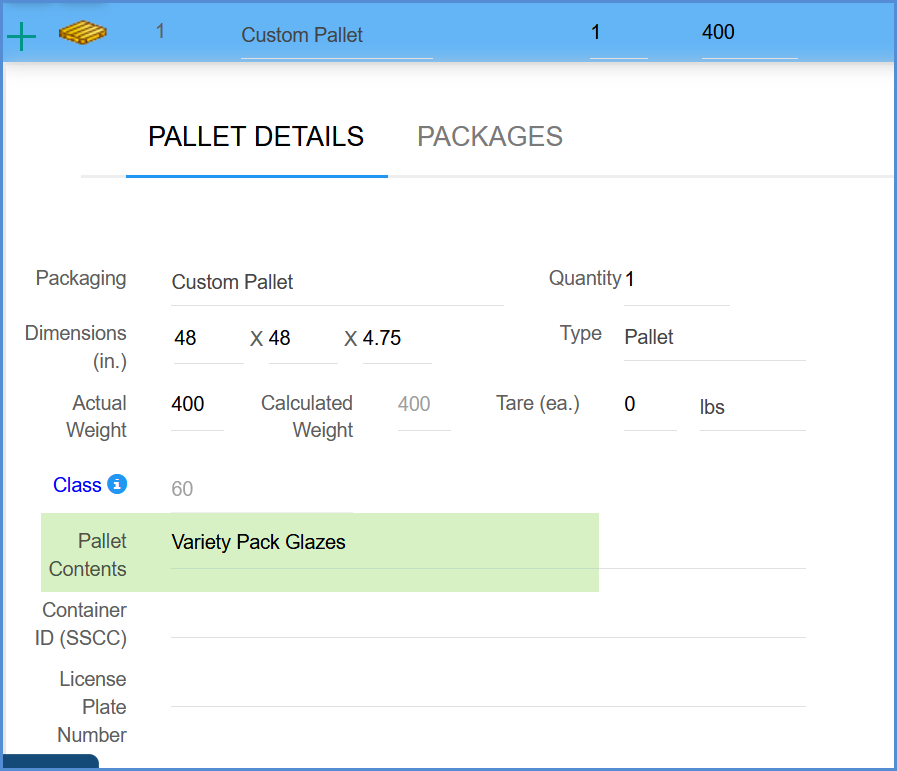 1 Custom Pallet 1 400
PALLET DETAILS PACKAGES
Packaging Custom Pallet Quantity 1
Dimensions (in.) 48 X 48 X 4.75 Type Pallet
Actual Weight 400 Calculated Weight 400 Tare (ea.) 0 lbs
Class i 60
Pallet Contents Variety Pack Glazes
Container ID (SSCC)
License Plate Number